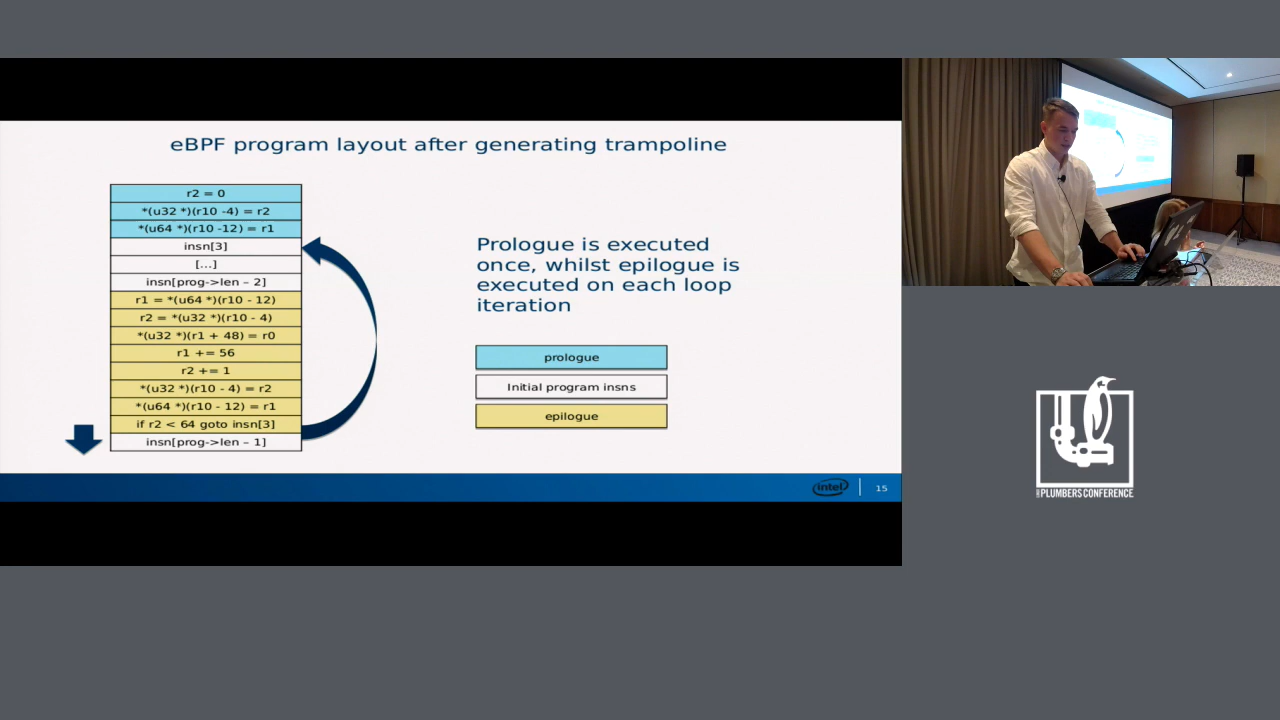 eBPF program layout after generating trampoline
r2 = 0
*(u32 *)(r10 -4) = r2
*(u64 *)(r10 -12) = r1
insn[3]
[...]
insn[prog->len – 2]
r1 = *(u64 *)(r10 - 12)
r2 = *(u32 *)(r10 - 4)
*(u32 *)(r1 + 48) = r0
r1 += 56
r2 += 1
*(u32 *)(r10 - 4) = r2
*(u64 *)(r10 - 12) = r1
if r2 < 64 goto insn[3]
insn[prog->len – 1]
Prologue is executed
once, whilst epilogue is
executed on each loop
iteration
prologue
Initial program insns
epilogue
intel
15
PLUMBERS CONFERENCE